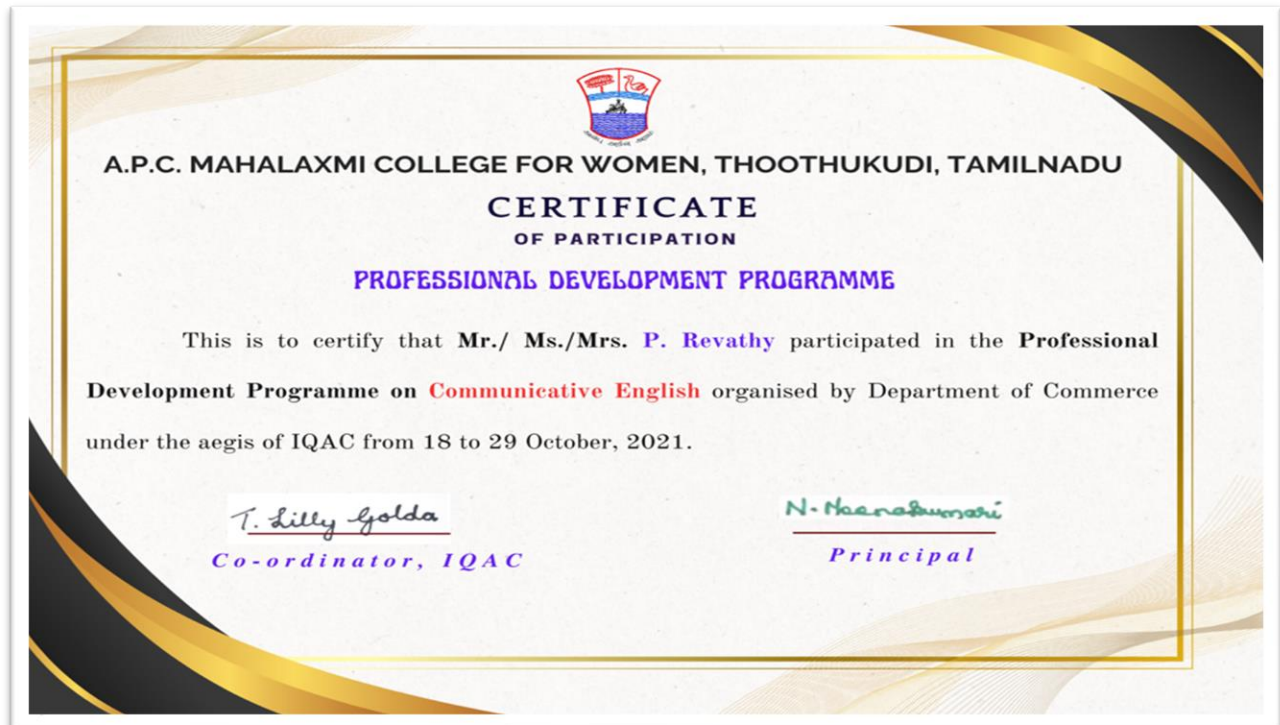 A.P.C. MAHALAXMI COLLEGE FOR WOMEN, THOOTHUKUDI, TAMILNADU
CERTIFICATE
OF PARTICIPATION
PROFESSIONAL DEVELOPMENT PROGRAMME
This is to certify that Mr./ Ms./Mrs. P. Revathy participated in the Professional
Development Programme on Communicative English organised by Department of Commerce
under the aegis of IQAC from 18 to 29 October, 2021.
T. Lilly Golda
N. Meenakumari
Co-ordinator, IQAC
Principal